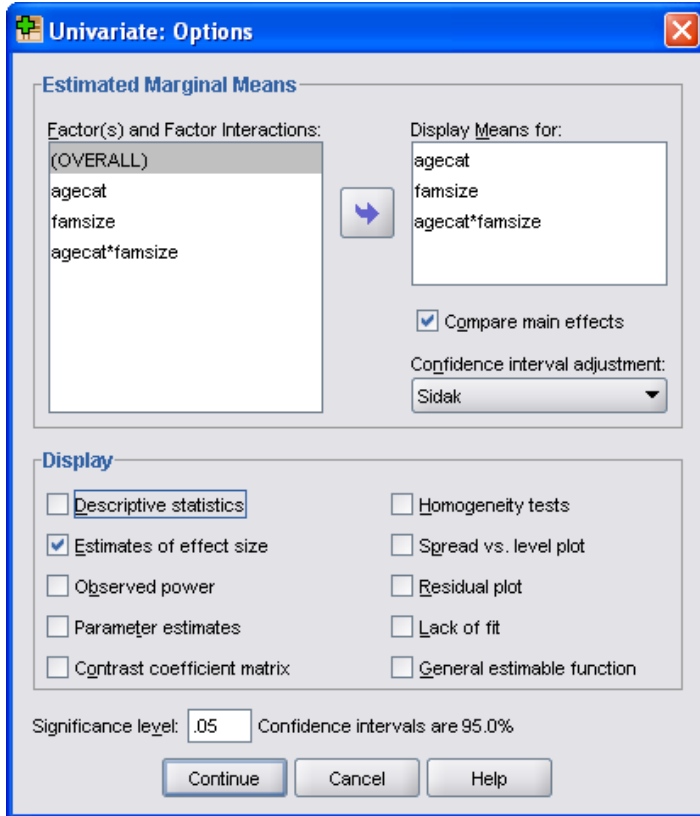 Univariate: Options
Estimated Marginal Means
Factor(s) and Factor Interactions:
(OVERALL)
agecat
famsize
agecat*famsize
Display Means for:
agecat
famsize
agecat*famsize
Compare main effects
Confidence interval adjustment:
Sidak
Display
Descriptive statistics
Estimates of effect size
Observed power
Parameter estimates
Contrast coefficient matrix
Homogeneity tests
Spread vs. level plot
Residual plot
Lack of fit
General estimable function
Significance level: .05 Confidence intervals are 95.0%
Continue Cancel Help